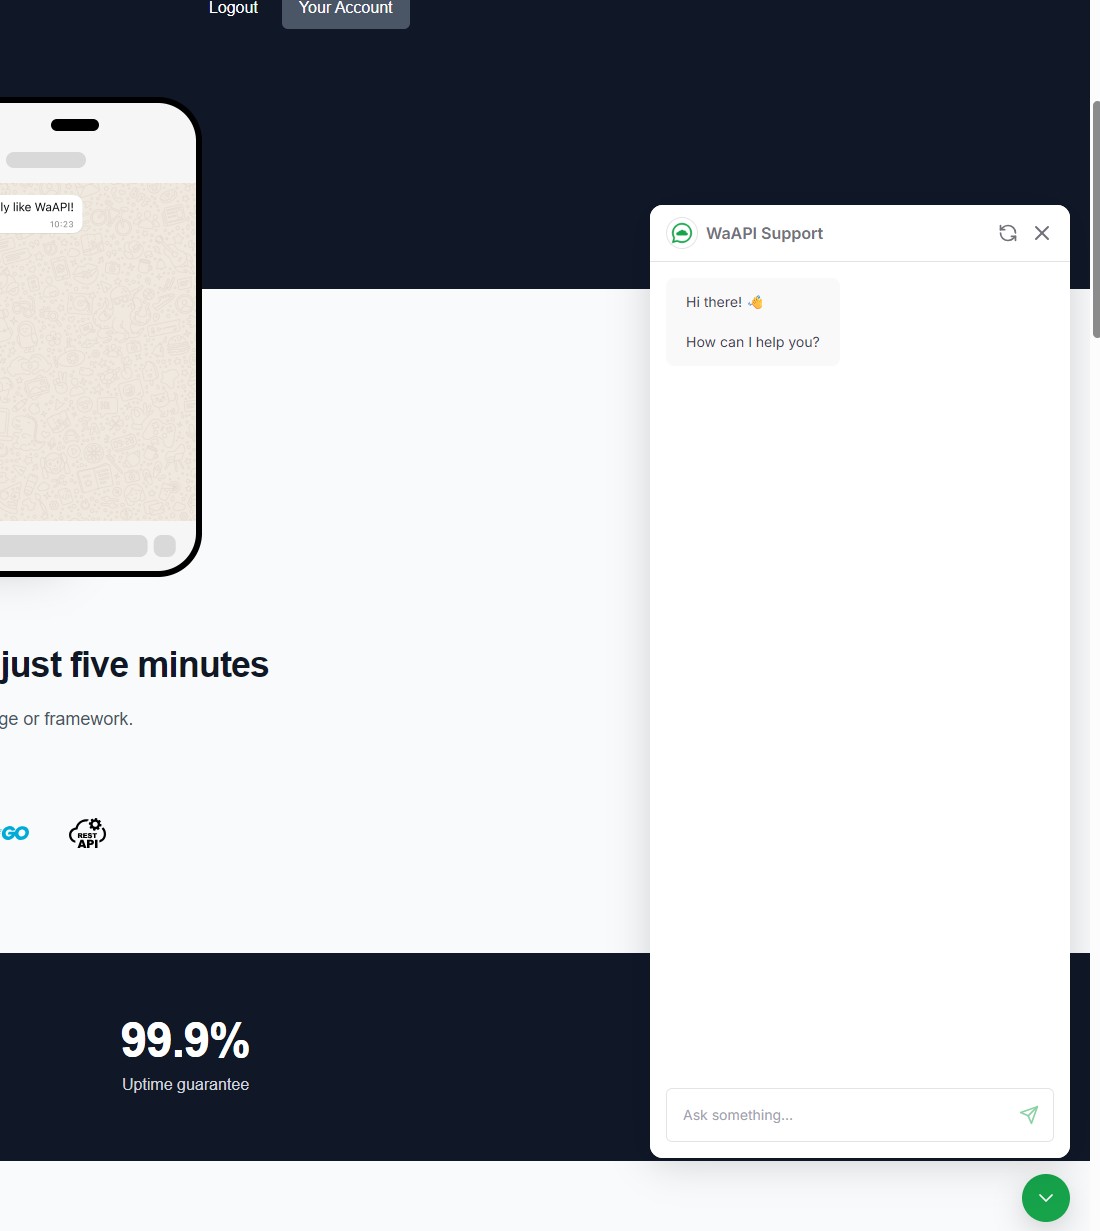 Logout
Your Account
ly like WaAPI!
10:23
WaAPI Support
Hi there! 👋
How can I help you?
just five minutes
ge or framework.
GO
REST
API
99.9%
Uptime guarantee
Ask something...